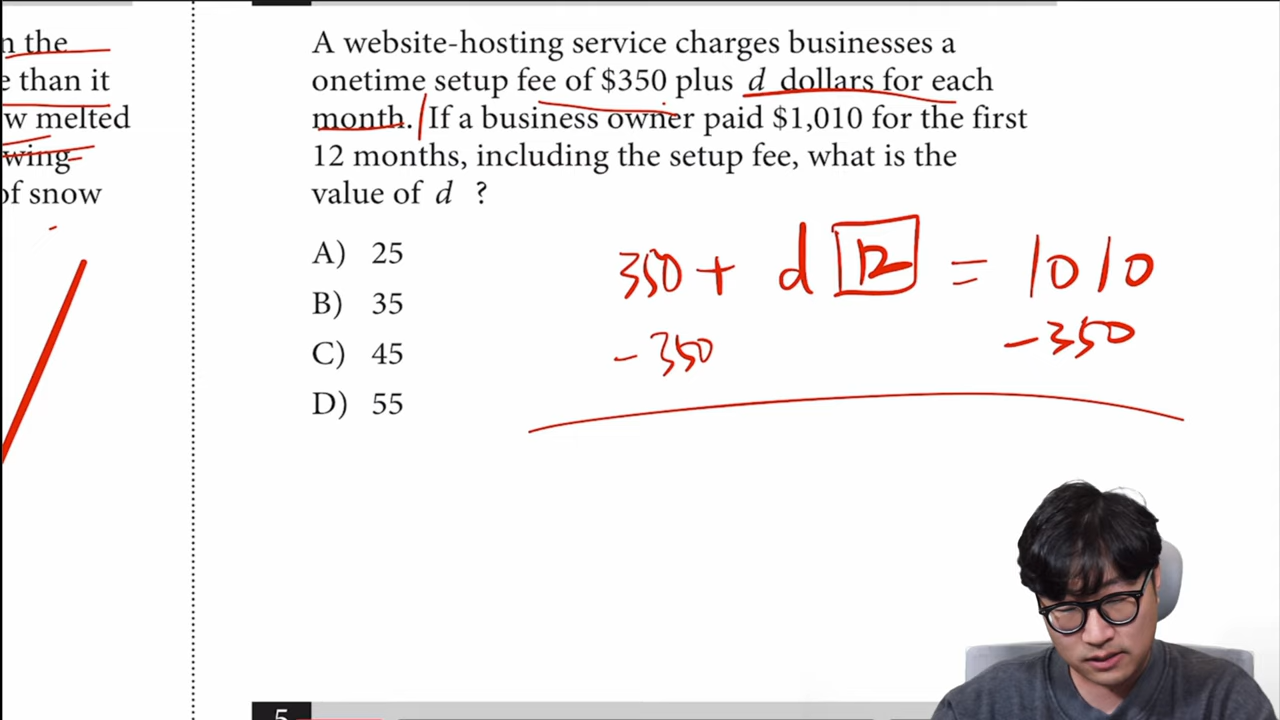 n the
e than it
w melted
wing
of snow
A website-hosting service charges businesses a
onetime setup fee of $350 plus d dollars for each
month. If a business owner paid $1,010 for the first
12 months, including the setup fee, what is the
value of d ?
A) 25
B) 35
C) 45
D) 55
350 + d 12 = 1010
-350 -350
5